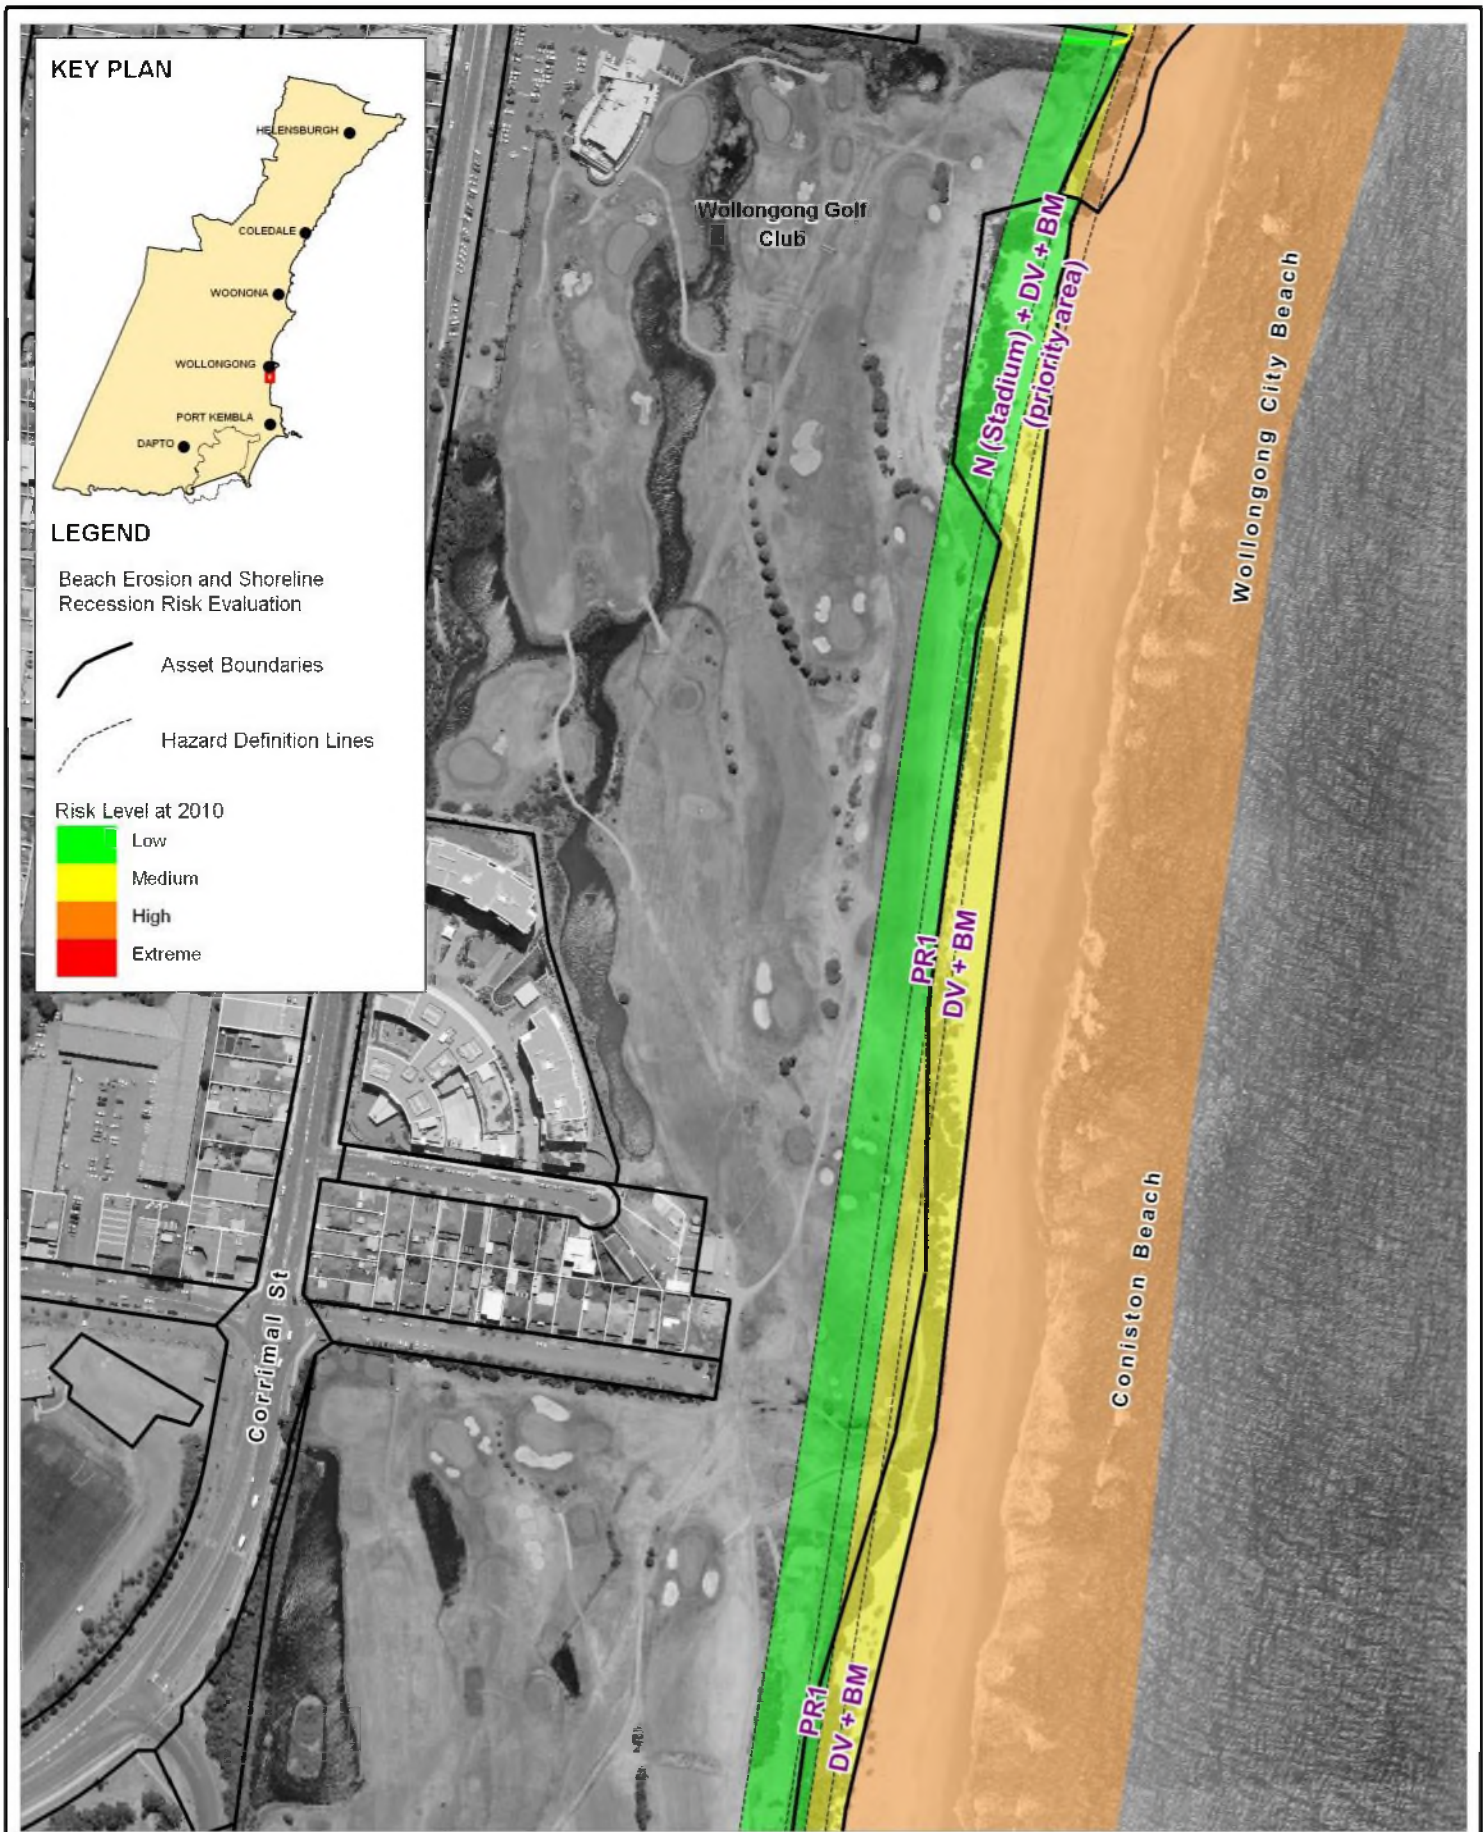 KEY PLAN
HELENSBURGH
COLEDALE
WOONONA
WOLLONGONG
PORT KEMBLA
DAPTO
LEGEND
Beach Erosion and Shoreline
Recession Risk Evaluation
Asset Boundaries
Hazard Definition Lines
Risk Level at 2010
Low
Medium
High
Extreme
Wollongong Golf
Club
N (Stadium) + DV + BM
(priority area)
Wollongong City Beach
PR1
DV + BM
Coniston Beach
Corrimal St
PR1
DV + BM